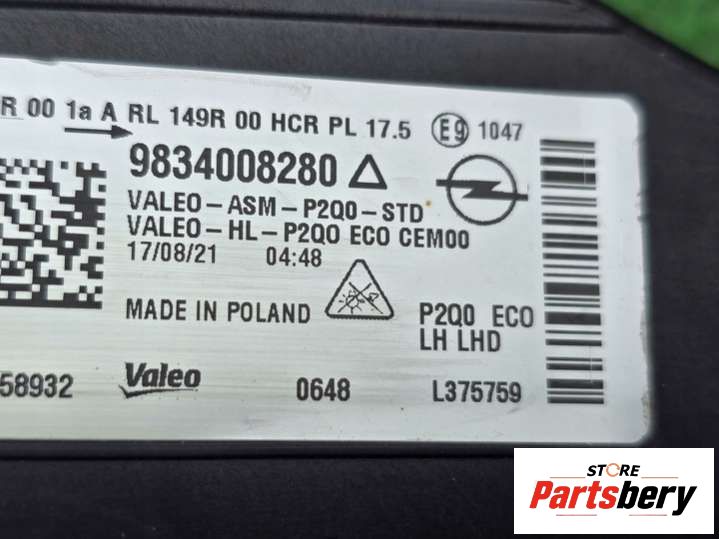 R 00 1a A RL 149R 00 HCR PL 17.5 E9 1047
9834008280
VALEO-ASM-P2Q0-STD
VALEO-HL-P2Q0 ECO CEM00
17/08/21 04:48
MADE IN POLAND
P2Q0 ECO
LH LHD
58932 Valeo 0648 L375759
STORE
Partsbery